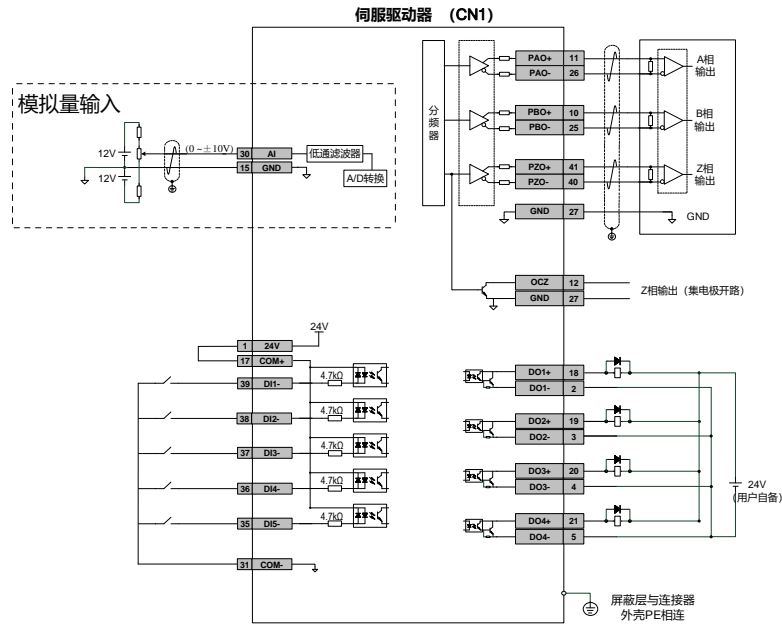 伺服驱动器 (CN1)
模拟量输入
12V
12V
(0 ~±10V)
30 AI
15 GND
低通滤波器
A/D转换
分频器
PAO+ 11
PAO- 26
A相
输出
PBO+ 10
PBO- 25
B相
输出
PZO+ 41
PZO- 40
Z相
输出
GND 27
GND
OCZ 12
GND 27
Z相输出（集电极开路）
24V
1 24V
17 COM+
39 DI1-
4.7kΩ
38 DI2-
4.7kΩ
37 DI3-
4.7kΩ
36 DI4-
4.7kΩ
35 DI5-
4.7kΩ
31 COM-
DO1+ 18
DO1- 2
DO2+ 19
DO2- 3
DO3+ 20
DO3- 4
DO4+ 21
DO4- 5
24V
(用户自备)
屏蔽层与连接器
外壳PE相连